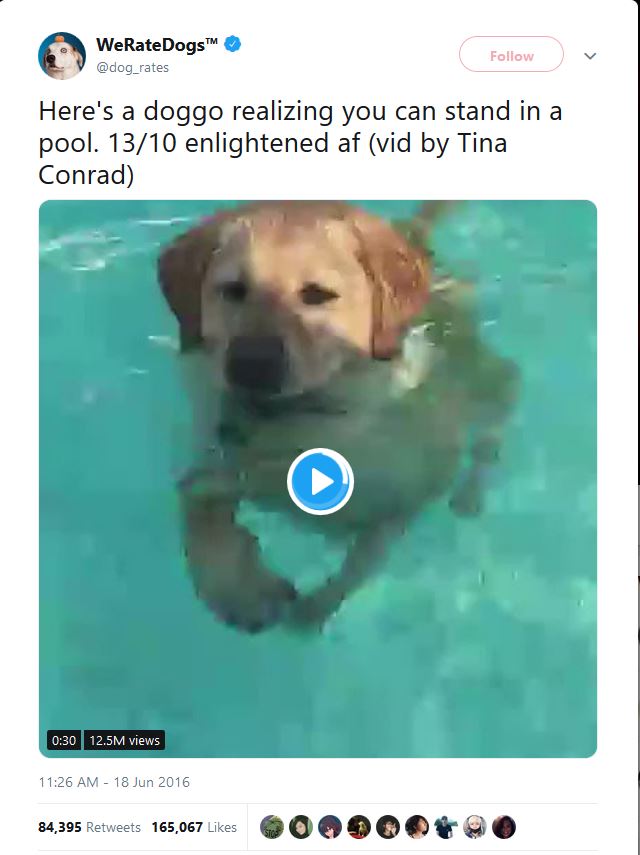 WeRateDogs™
@dog_rates
Follow
Here's a doggo realizing you can stand in a
pool. 13/10 enlightened af (vid by Tina
Conrad)
0:30 12.5M views
11:26 AM - 18 Jun 2016
84,395 Retweets 165,067 Likes